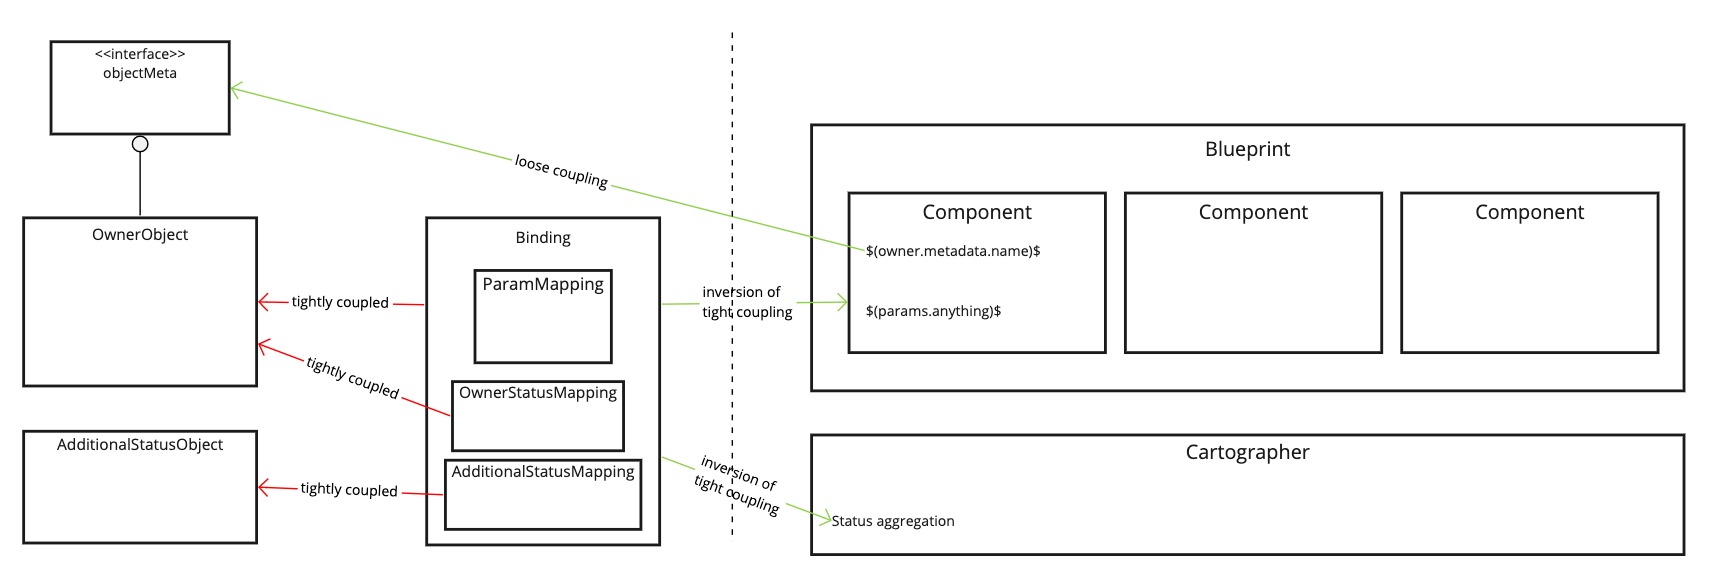 <<interface>>
objectMeta
loose coupling
Blueprint
Component
Component
Component
$(owner.metadata.name)$
$(params.anything)$
OwnerObject
Binding
ParamMapping
tightly coupled
inversion of
tight coupling
tightly coupled
OwnerStatusMapping
AdditionalStatusObject
AdditionalStatusMapping
tightly coupled
inversion of
tight coupling
Cartographer
Status aggregation